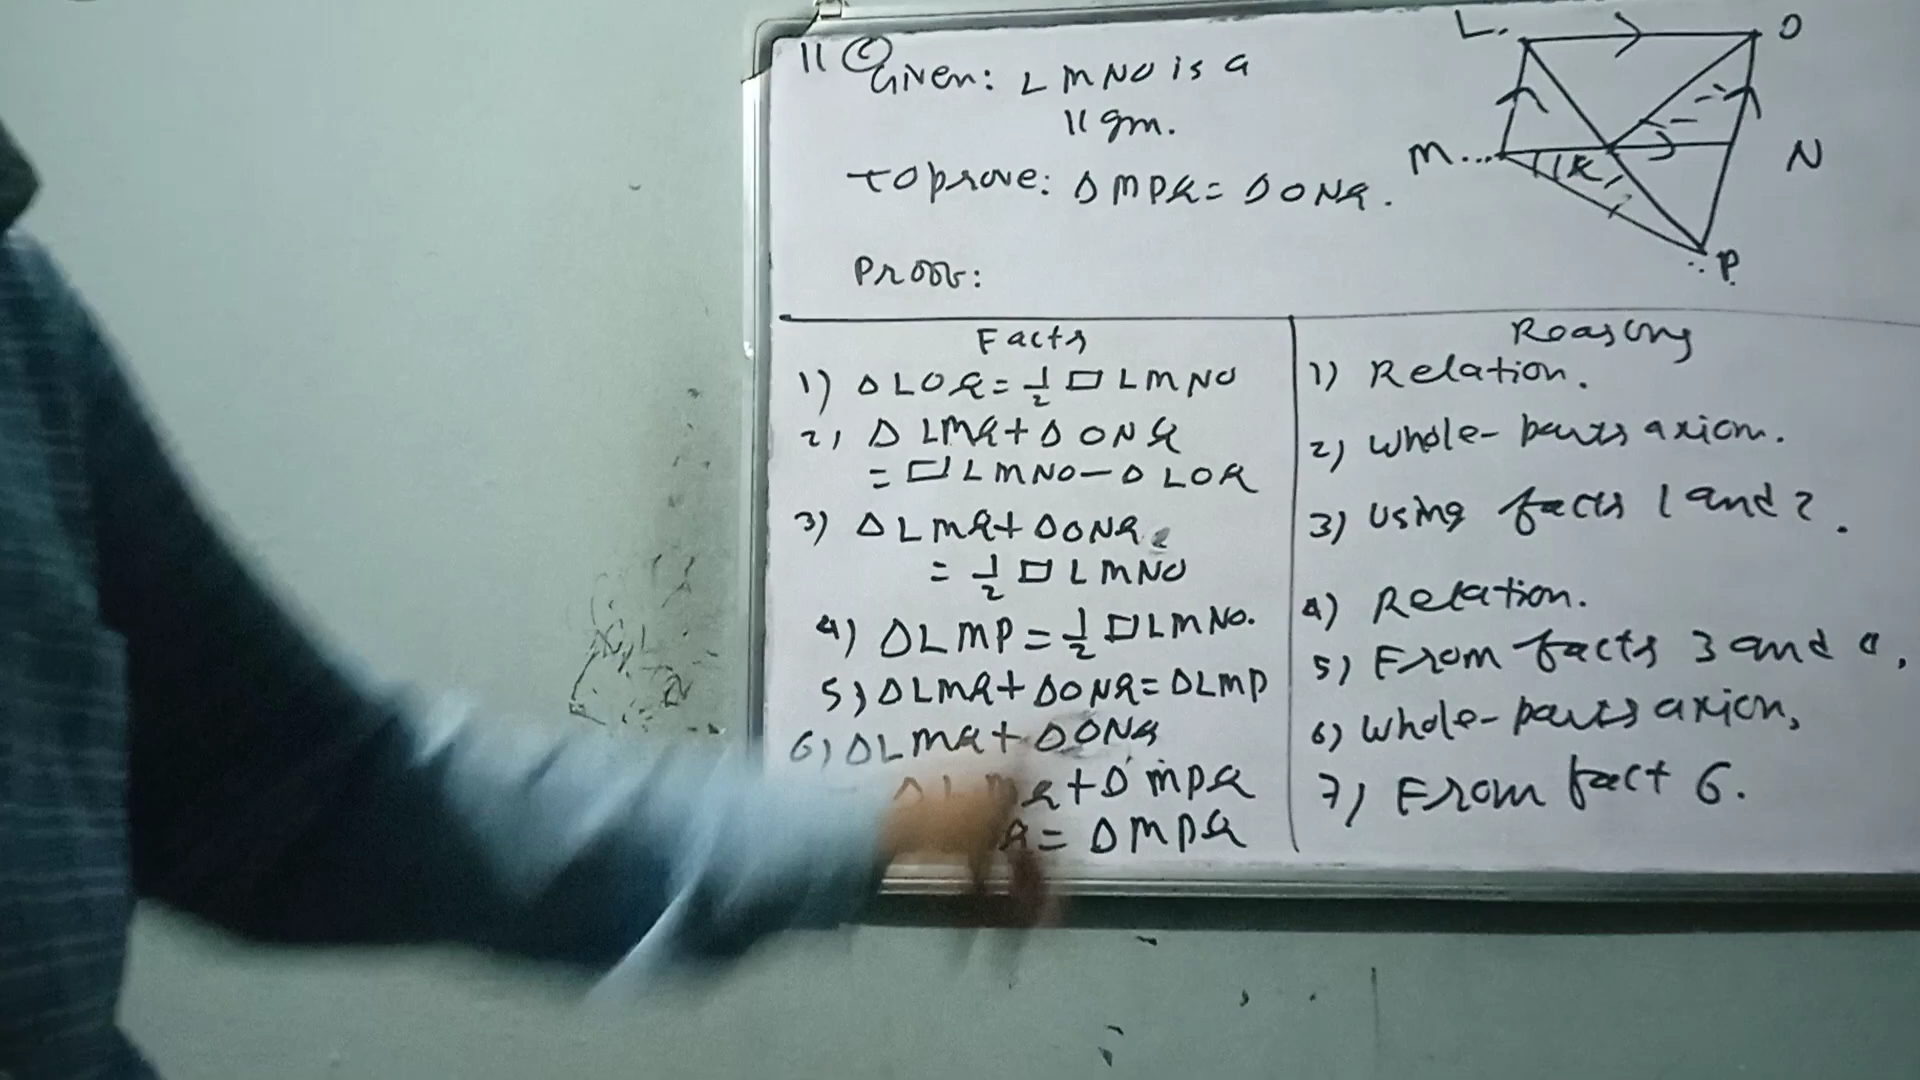 11 (c)
Given: LMNO is a
11 gm.
To prove: Δ MPQ = Δ ONQ.
Proof:
L
O
M
N
P
Facts
Reasons
1) Δ LOQ = 1/2 ▱ LMNO
1) Relation.
2) Δ LMQ + Δ ONQ
= ▱ LMNO - Δ LOQ
2) Whole-parts axiom.
3) Δ LMQ + Δ ONQ
= 1/2 ▱ LMNO
3) Using facts 1 and 2.
4) Δ LMP = 1/2 ▱ LMNO.
4) Relation.
5) Δ LMQ + Δ ONQ = Δ LMP
5) From facts 3 and 4,
6) Δ LMQ + Δ ONQ
+ Δ MPQ
6) Whole-parts axiom,
= Δ MPQ
7) From fact 6.